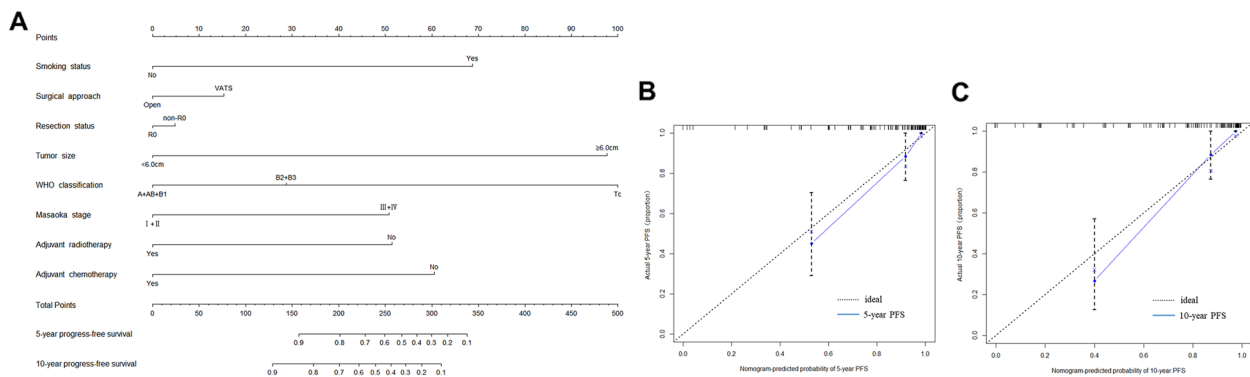 A
Points
0 10 20 30 40 50 60 70 80 90 100
Smoking status
No
Yes
Surgical approach
Open
VATS
Resection status
R0
non-R0
Tumor size
<6.0cm
≥6.0cm
WHO classification
A+AB+B1
B2+B3
Tc
Masaoka stage
Ⅰ+Ⅱ
Ⅲ+Ⅳ
Adjuvant radiotherapy
Yes
No
Adjuvant chemotherapy
Yes
No
Total Points
0 50 100 150 200 250 300 350 400 450 500
5-year progress-free survival
0.9 0.8 0.7 0.6 0.5 0.4 0.3 0.2 0.1
10-year progress-free survival
0.9 0.8 0.7 0.6 0.5 0.4 0.3 0.2 0.1
B
Actual 5-year PFS (proportion)
1.0
0.8
0.6
0.4
0.2
0.0
ideal
5-year PFS
0.0 0.2 0.4 0.6 0.8 1.0
Nomogram-predicted probability of 5-year PFS
C
Actual 10-year PFS (proportion)
1.0
0.8
0.6
0.4
0.2
0.0
ideal
10-year PFS
0.0 0.2 0.4 0.6 0.8 1.0
Nomogram-predicted probability of 10-year PFS